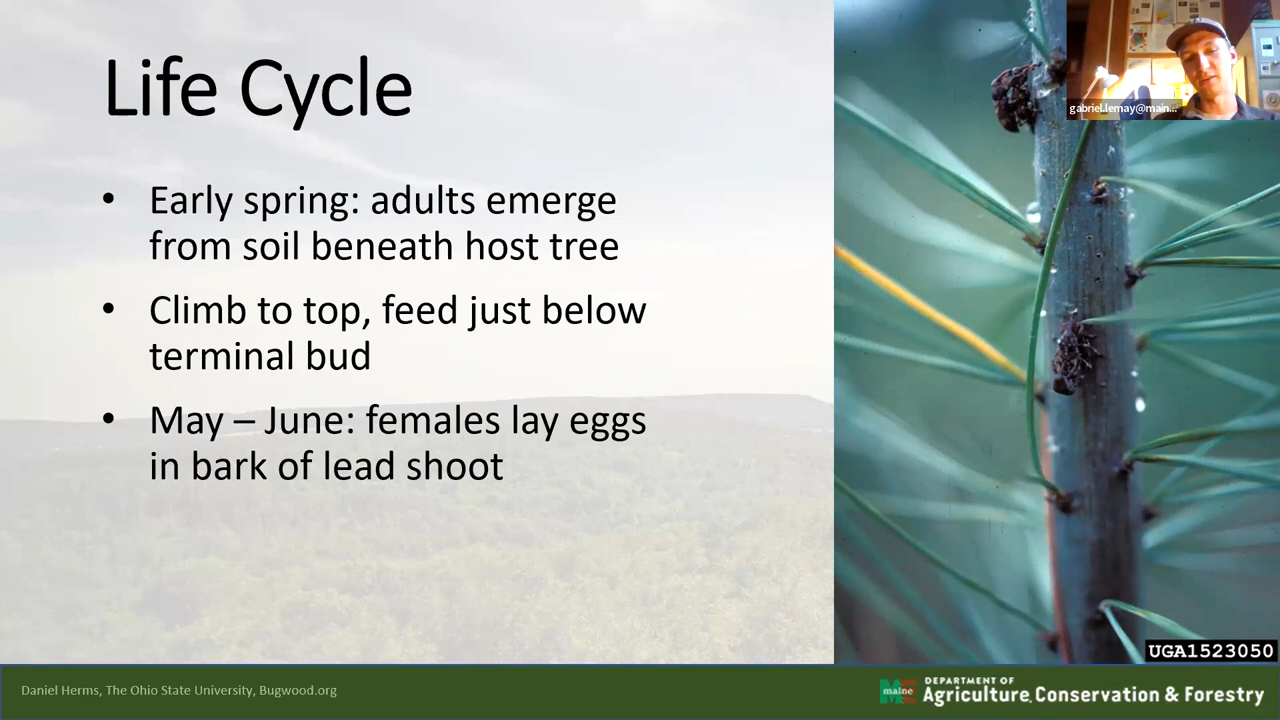 Life Cycle
• Early spring: adults emerge
from soil beneath host tree
• Climb to top, feed just below
terminal bud
• May – June: females lay eggs
in bark of lead shoot
gabriel.lemay@main...
UGA1523050
Daniel Herms, The Ohio State University, Bugwood.org
maine
DEPARTMENT OF
Agriculture, Conservation & Forestry